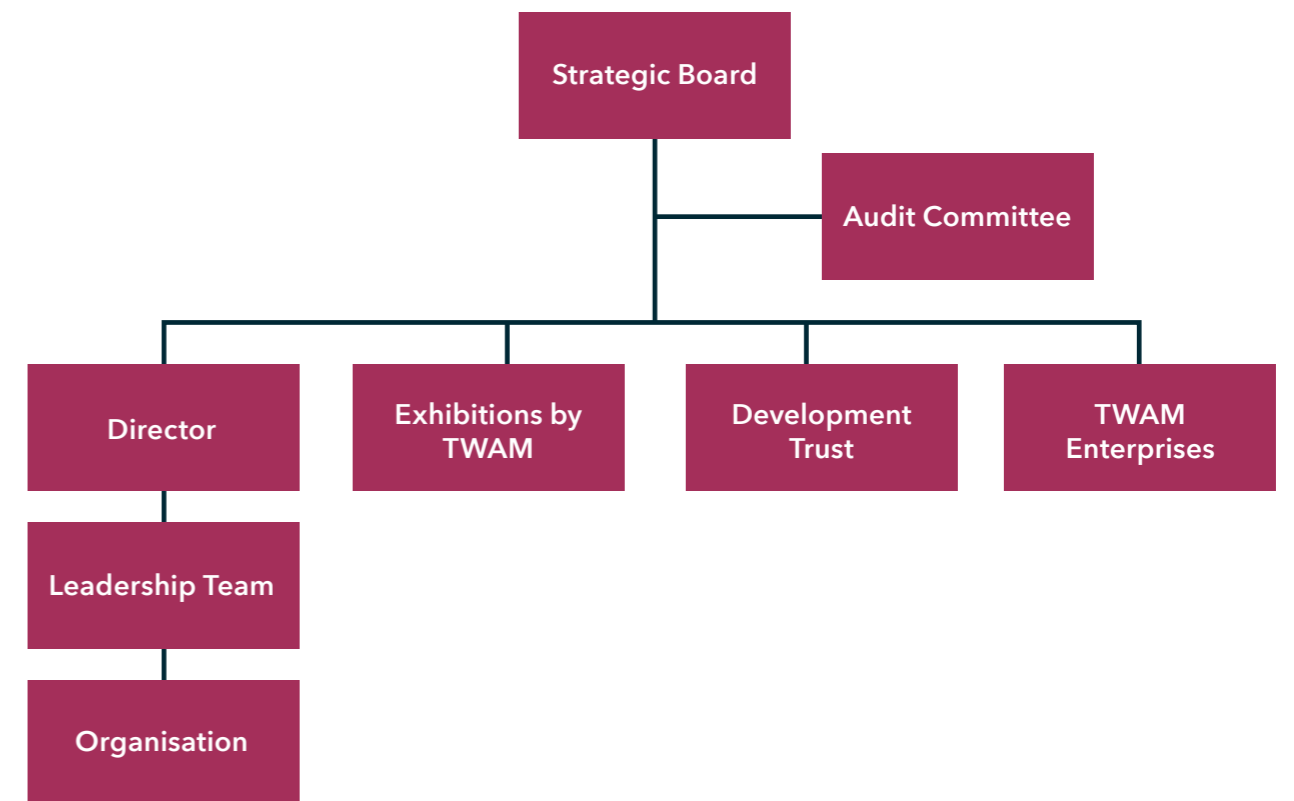 Strategic Board
Audit Committee
Director
Exhibitions by
TWAM
Development
Trust
TWAM
Enterprises
Leadership Team
Organisation